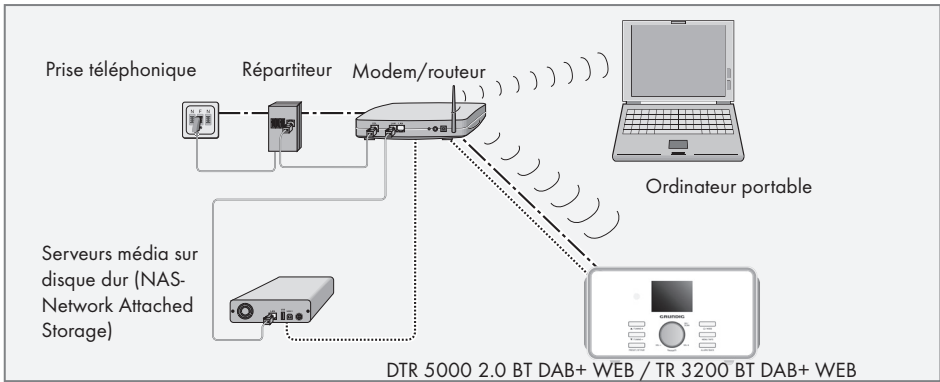 Prise téléphonique
Répartiteur
Modem/routeur
N F N
Ordinateur portable
Serveurs média sur
disque dur (NAS-
Network Attached
Storage)
GRUNDIG
DTR 5000 2.0 BT DAB+ WEB / TR 3200 BT DAB+ WEB